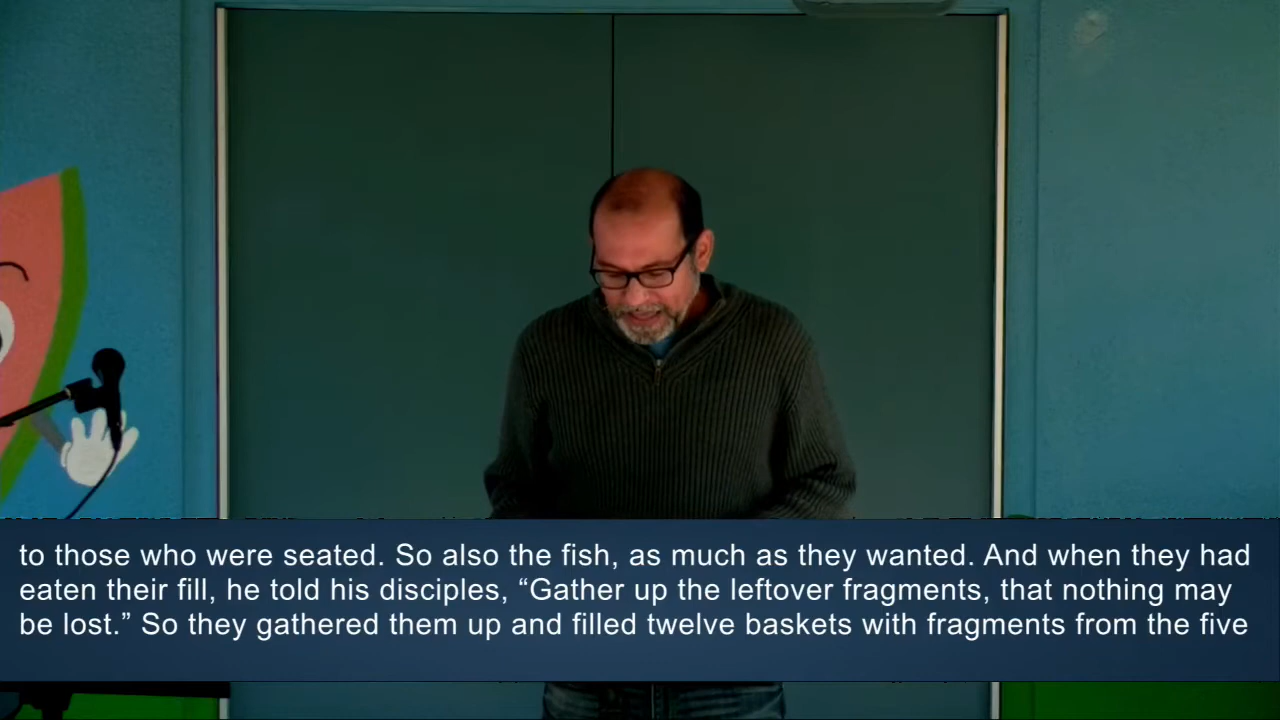 to those who were seated. So also the fish, as much as they wanted. And when they had
eaten their fill, he told his disciples, “Gather up the leftover fragments, that nothing may
be lost.” So they gathered them up and filled twelve baskets with fragments from the five